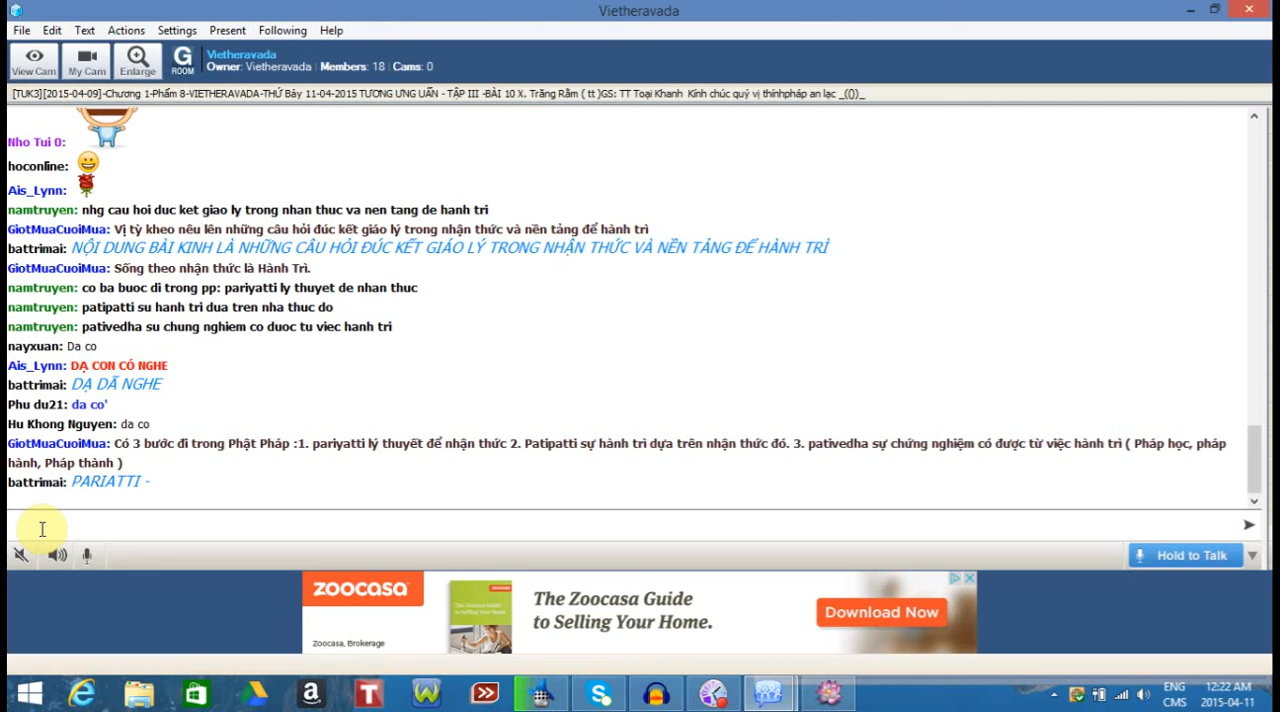 Vietheravada
File Edit Text Actions Settings Present Following Help
View Cam My Cam Enlarge G ROOM
Vietheravada
Owner: Vietheravada Members: 18 Cams: 0
[TUK3][2015-04-09]-Chương 1-Phẩm 8-VIETHERAVADA-THỨ Bảy 11-04-2015 TƯƠNG ƯNG UẨN - TẬP III -BÀI 10 X. Trăng Rằm ( tt )GS: TT Toại Khanh Kính chúc quý vị thínhpháp an lạc _(())_
Nho Tui 0:
hoconline:
Ais_Lynn:
namtruyen: nhg cau hoi duc ket giao ly trong nhan thuc va nen tang de hanh tri
GiotMuaCuoiMua: Vị tỳ kheo nêu lên những câu hỏi đúc kết giáo lý trong nhận thức và nền tảng để hành trì
battrimai: NỘI DUNG BÀI KINH LÀ NHỮNG CÂU HỎI ĐÚC KẾT GIÁO LÝ TRONG NHẬN THỨC VÀ NỀN TẢNG ĐỂ HÀNH TRÌ
GiotMuaCuoiMua: Sống theo nhận thức là Hành Trì.
namtruyen: co ba buoc di trong pp: pariyatti ly thuyet de nhan thuc
namtruyen: patipatti su hanh tri dua tren nha thuc do
namtruyen: pativedha su chung nghiem co duoc tu viec hanh tri
nayxuan: Da co
Ais_Lynn: DẠ CON CÓ NGHE
battrimai: DẠ DÃ NGHE
Phu du21: da co'
Hu Khong Nguyen: da co
GiotMuaCuoiMua: Có 3 bước đi trong Phật Pháp :1. pariyatti lý thuyết để nhận thức 2. Patipatti sự hành trì dựa trên nhận thức đó. 3. pativedha sự chứng nghiệm có được từ việc hành trì ( Pháp học, pháp
hành, Pháp thành )
battrimai: PARIATTI -
Hold to Talk
zoocasa
Zoocasa, Brokerage
The Zoocasa Guide
to Selling Your Home.
Download Now
ENG 12:22 AM
CMS 2015-04-11